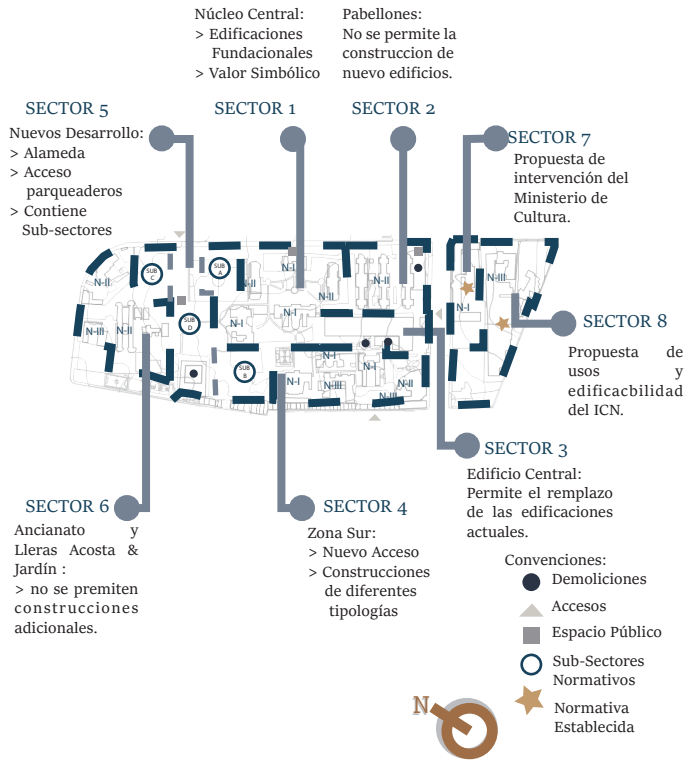 Núcleo Central:
> Edificaciones
Fundacionales
> Valor Simbólico
Pabellones:
No se permite la
construccion de
nuevo edificios.
SECTOR 5
Nuevos Desarrollo:
> Alameda
> Acceso
parqueaderos
> Contiene
Sub-sectores
SECTOR 1
SECTOR 2
SECTOR 7
Propuesta de
intervención del
Ministerio de
Cultura.
SUB
C
SUB
A
SUB
D
SUB
B
N-II
N-III
N-II
N-II
N-I
N-II
N-II
N-I
N-I
N-I
N-I
N-III
N-I
N-II
N-III
N-I
N-III
SECTOR 8
Propuesta de
usos y
edificacbilidad
del ICN.
SECTOR 3
Edificio Central:
Permite el remplazo
de las edificaciones
actuales.
SECTOR 6
Ancianato y
Lleras Acosta &
Jardín :
> no se premiten
construcciones
adicionales.
SECTOR 4
Zona Sur:
> Nuevo Acceso
> Construcciones
de diferentes
tipologías
Convenciones:
Demoliciones
Accesos
Espacio Público
Sub-Sectores
Normativos
Normativa
Establecida
N